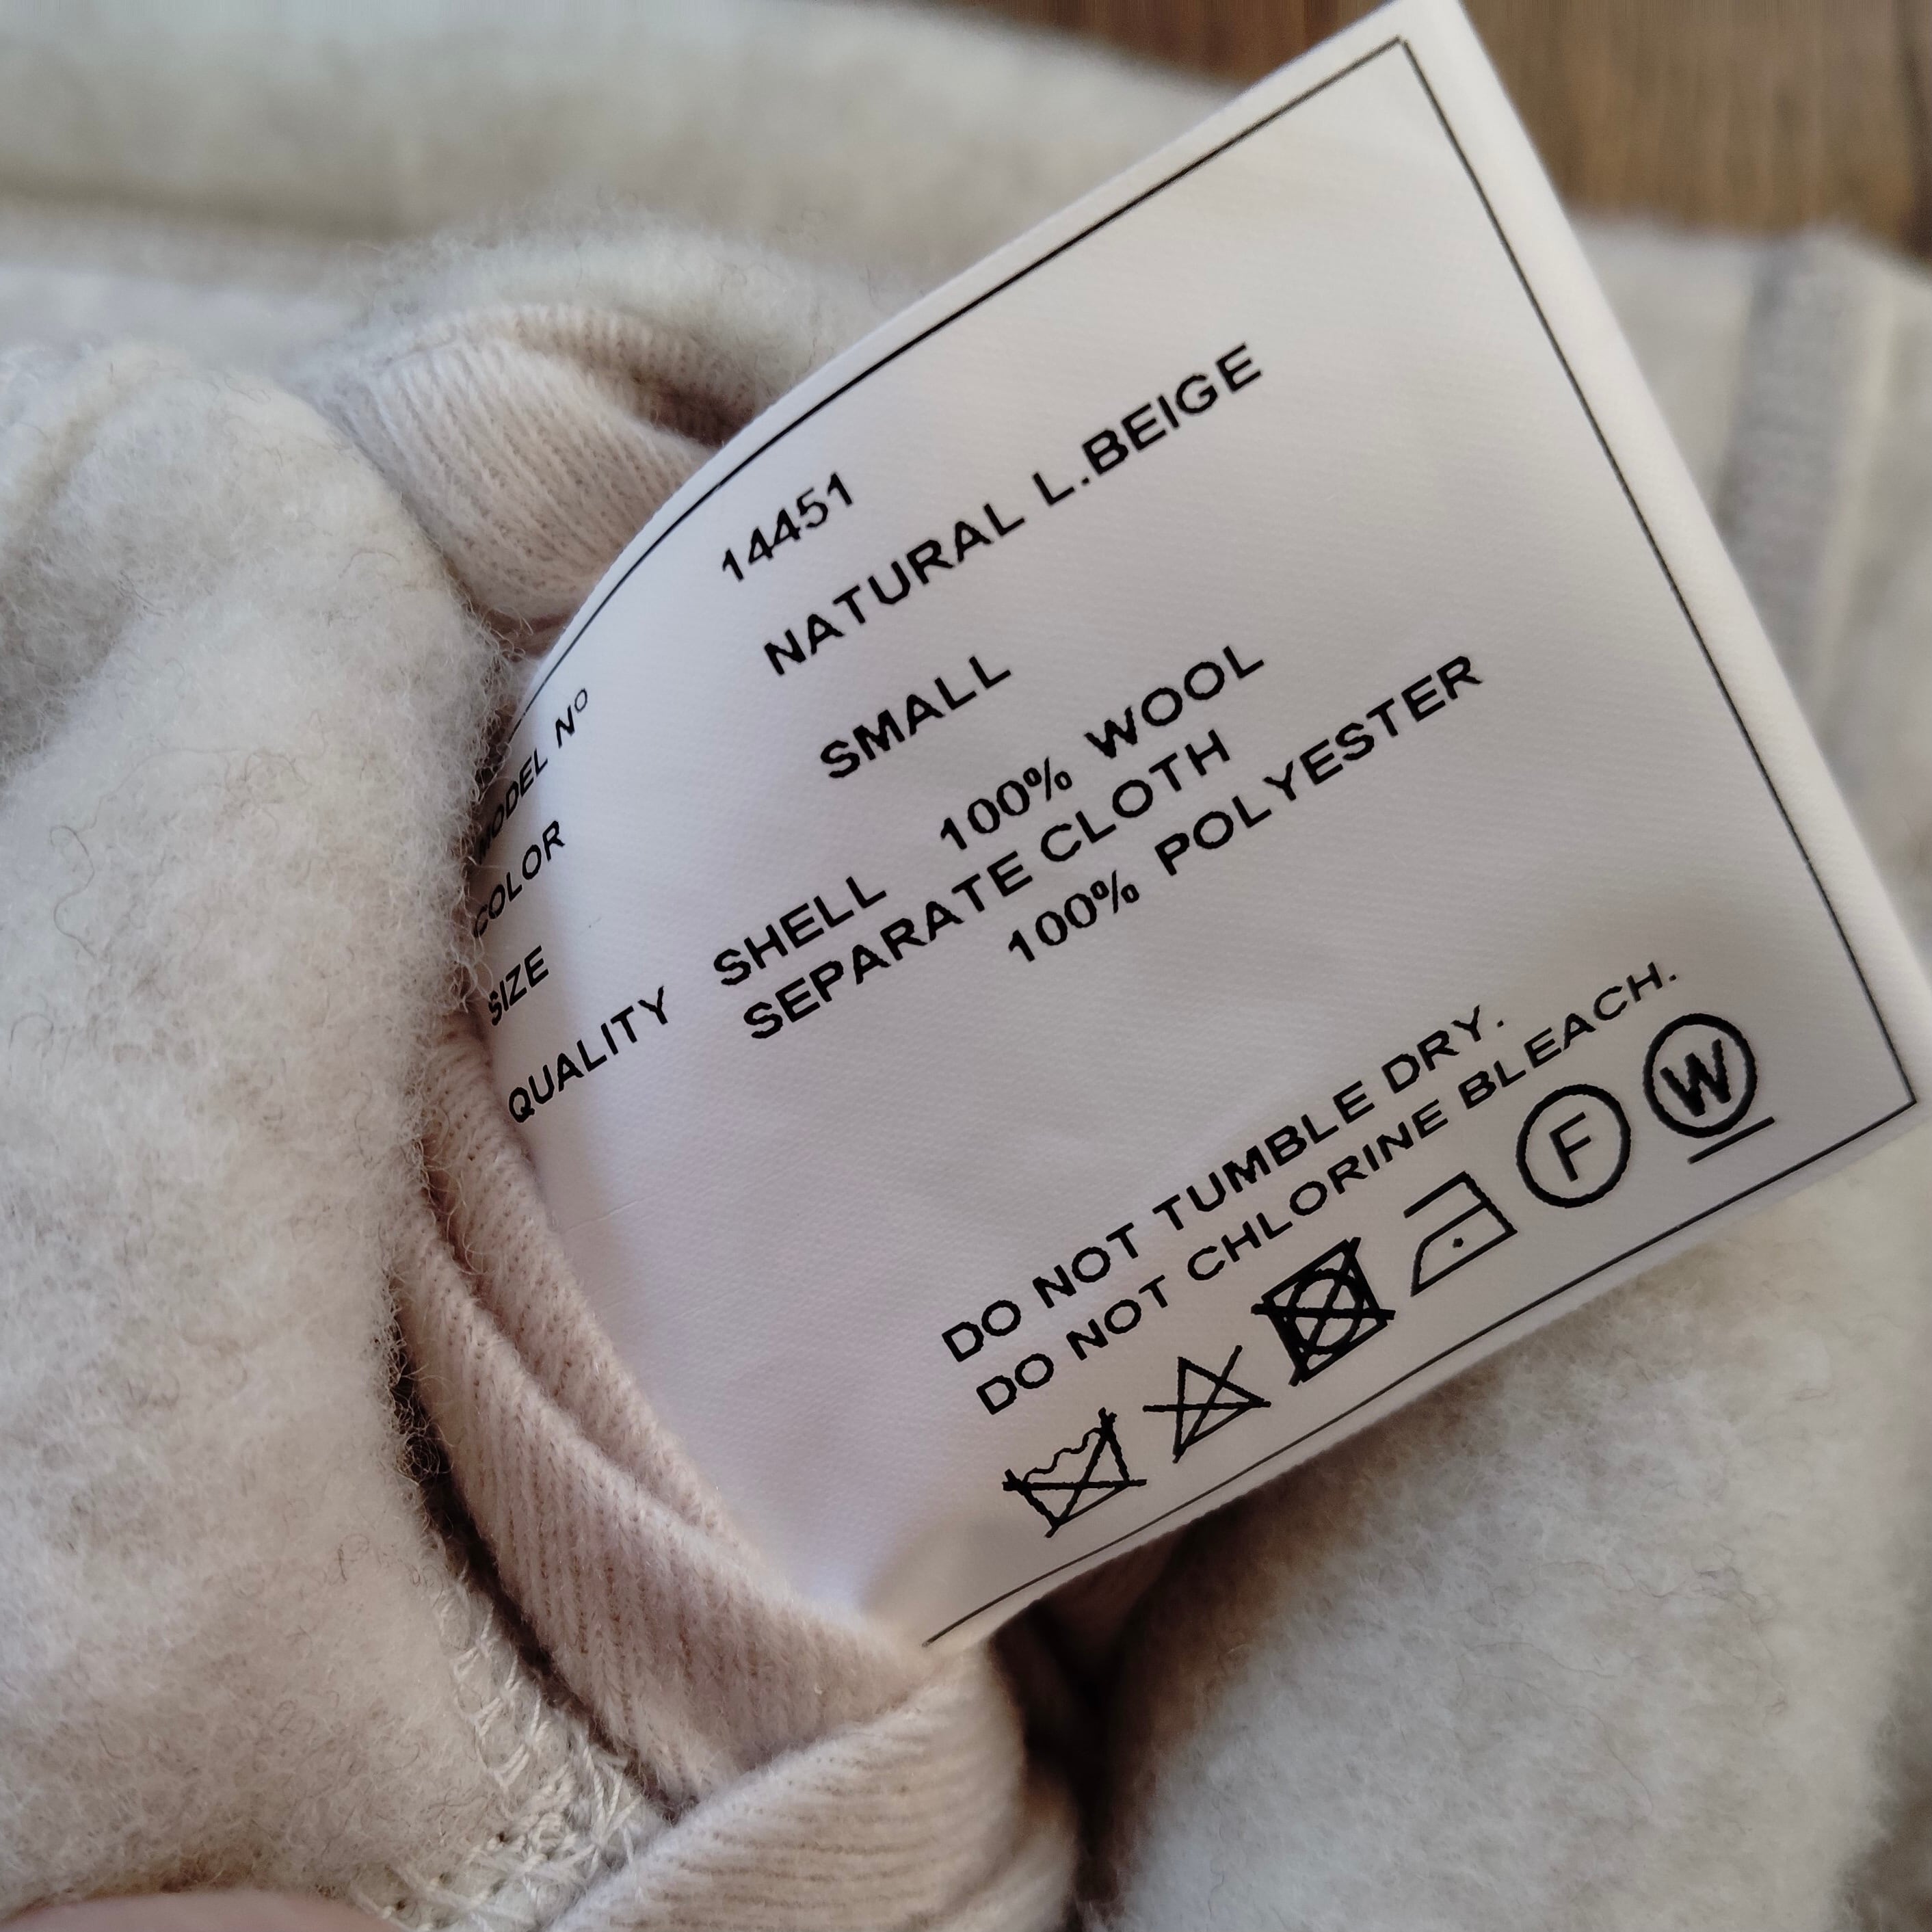 MODEL Nº 14451
COLOR NATURAL L.BEIGE
SIZE SMALL
QUALITY SHELL 100% WOOL
SEPARATE CLOTH
100% POLYESTER
DO NOT TUMBLE DRY.
DO NOT CHLORINE BLEACH.
F W